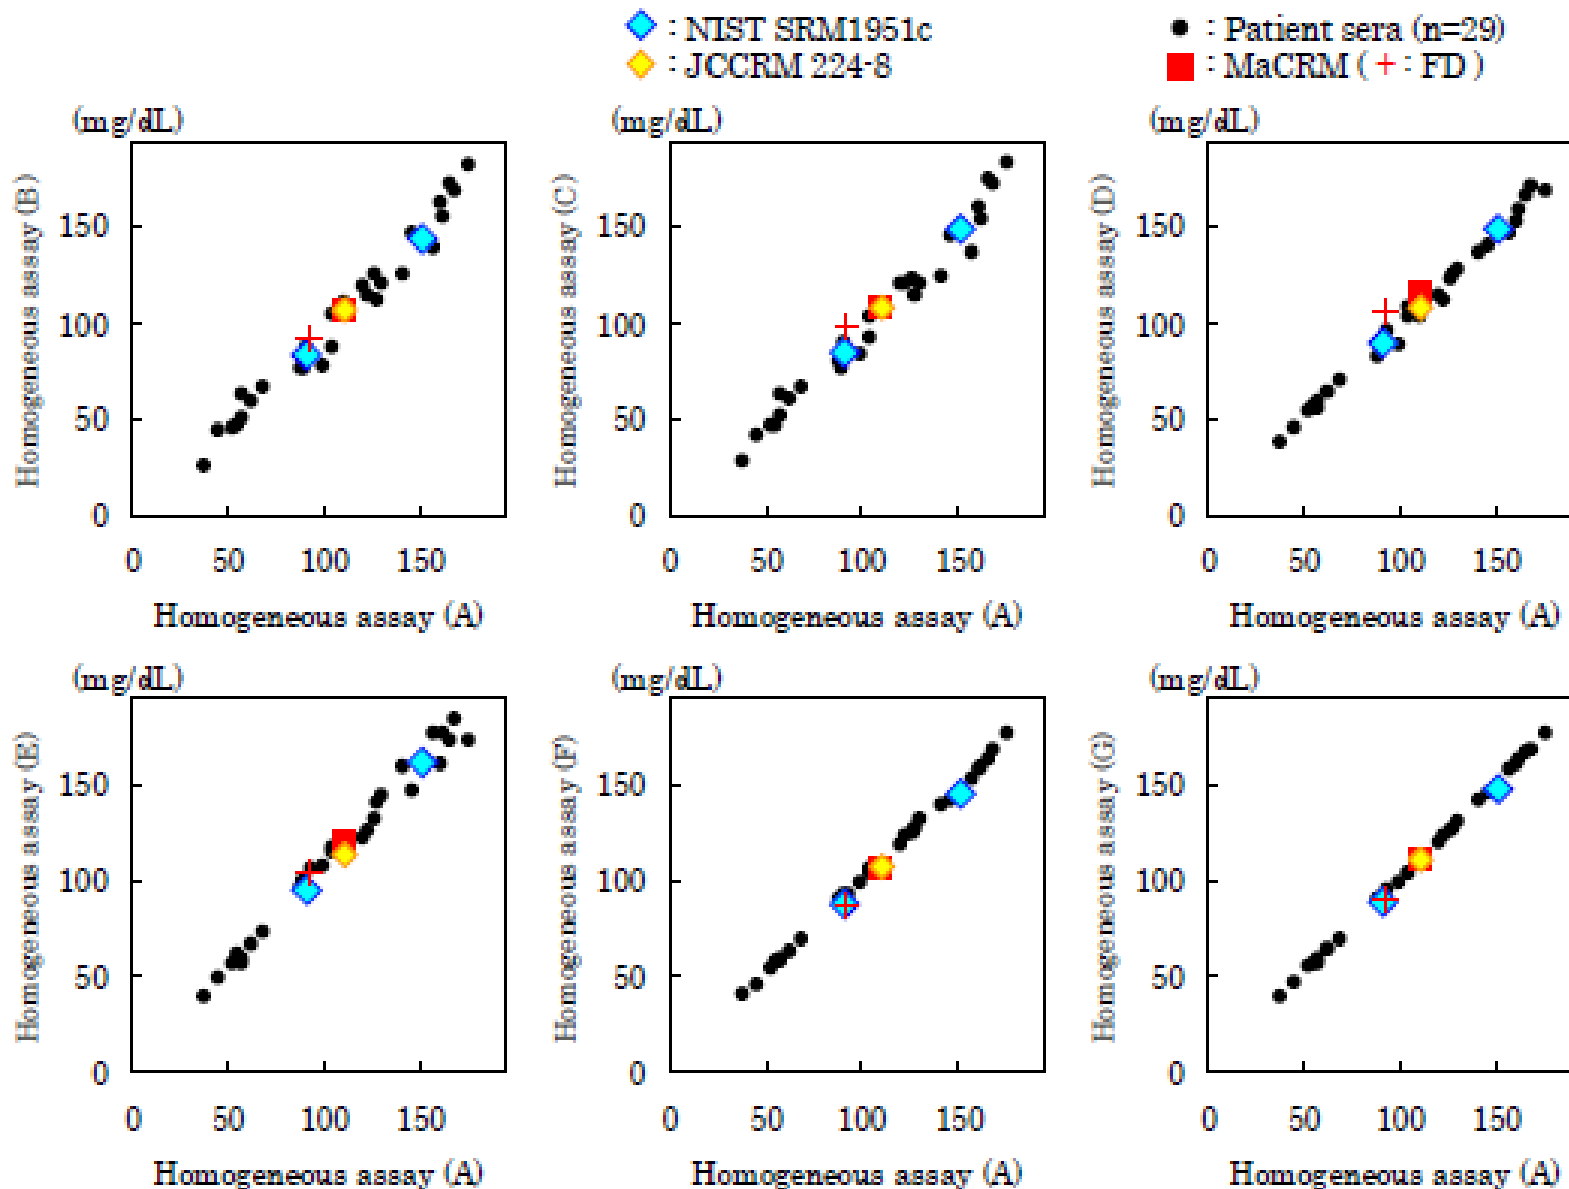 : NIST SRM1951c
: JCCRM 224-8
: Patient sera (n=29)
: MaCRM ( + : FD )
(mg/dL)
Homogeneous assay (B)
150
100
50
0
0 50 100 150
Homogeneous assay (A)
(mg/dL)
Homogeneous assay (C)
150
100
50
0
0 50 100 150
Homogeneous assay (A)
(mg/dL)
Homogeneous assay (D)
150
100
50
0
0 50 100 150
Homogeneous assay (A)
(mg/dL)
Homogeneous assay (E)
150
100
50
0
0 50 100 150
Homogeneous assay (A)
(mg/dL)
Homogeneous assay (F)
150
100
50
0
0 50 100 150
Homogeneous assay (A)
(mg/dL)
Homogeneous assay (G)
150
100
50
0
0 50 100 150
Homogeneous assay (A)